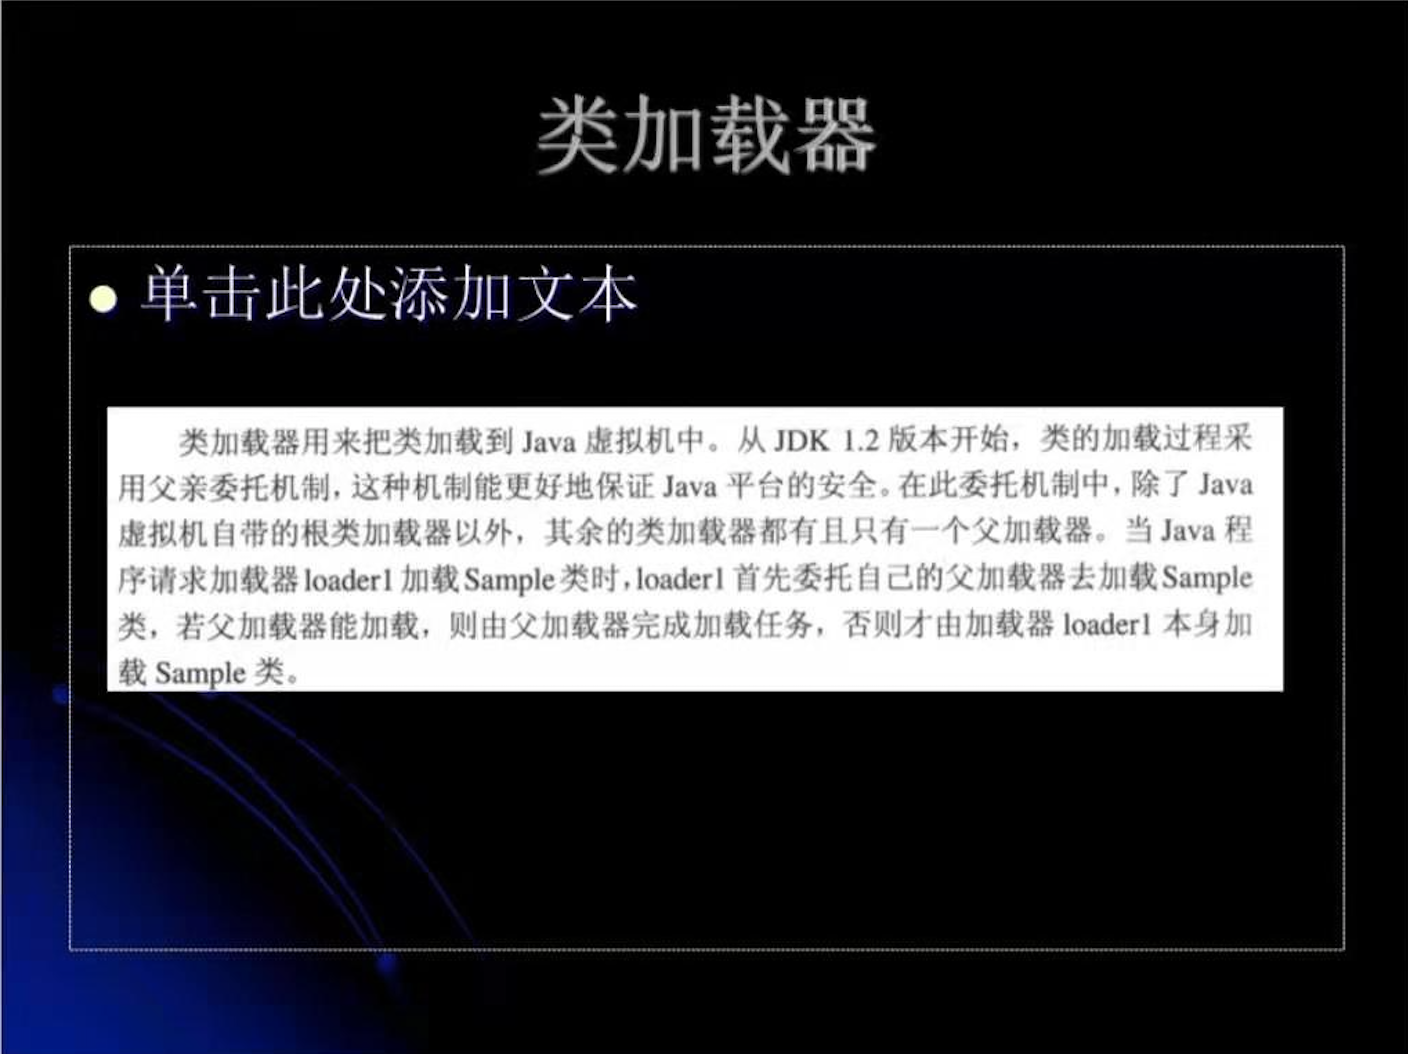 类加载器
单击此处添加文本
类加载器用来把类加载到 Java 虚拟机中。从 JDK 1.2 版本开始，类的加载过程采
用父亲委托机制，这种机制能更好地保证 Java 平台的安全。在此委托机制中，除了 Java
虚拟机自带的根类加载器以外，其余的类加载器都有且只有一个父加载器。当 Java 程
序请求加载器 loader1 加载 Sample 类时，loader1 首先委托自己的父加载器去加载 Sample
类，若父加载器能加载，则由父加载器完成加载任务，否则才由加载器 loader1 本身加
载 Sample 类。